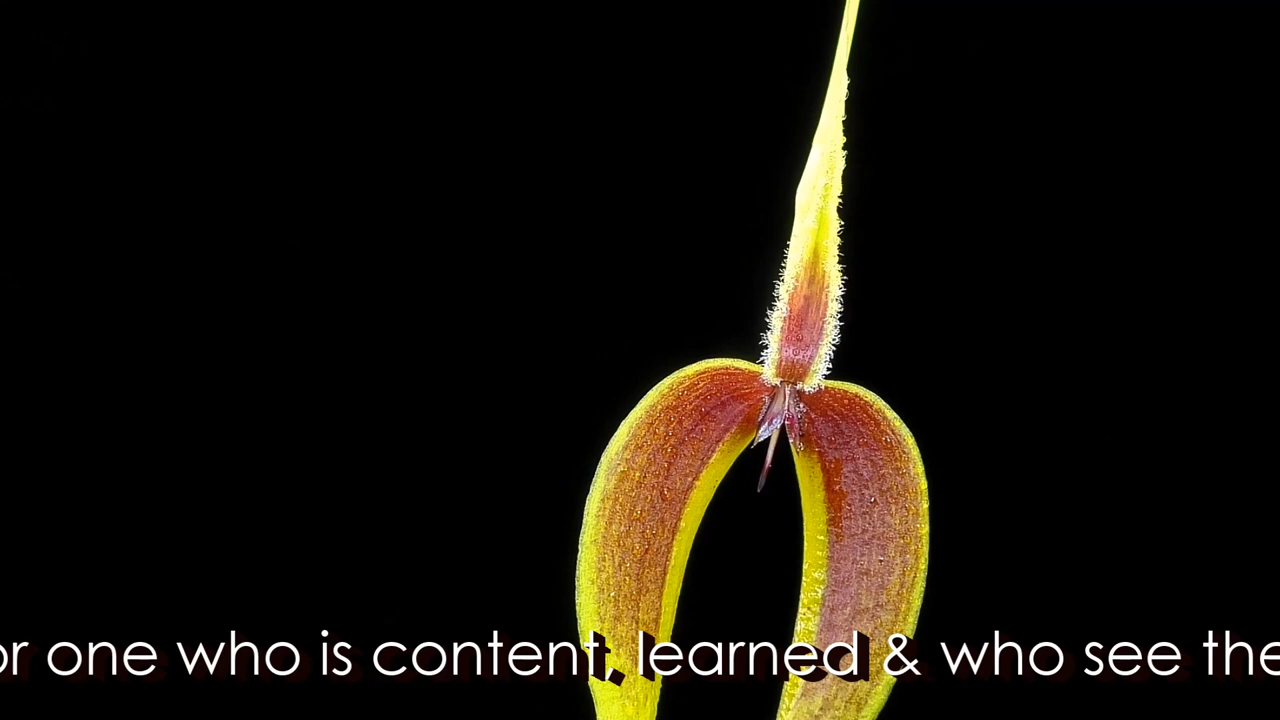 or one who is content, learned & who see the